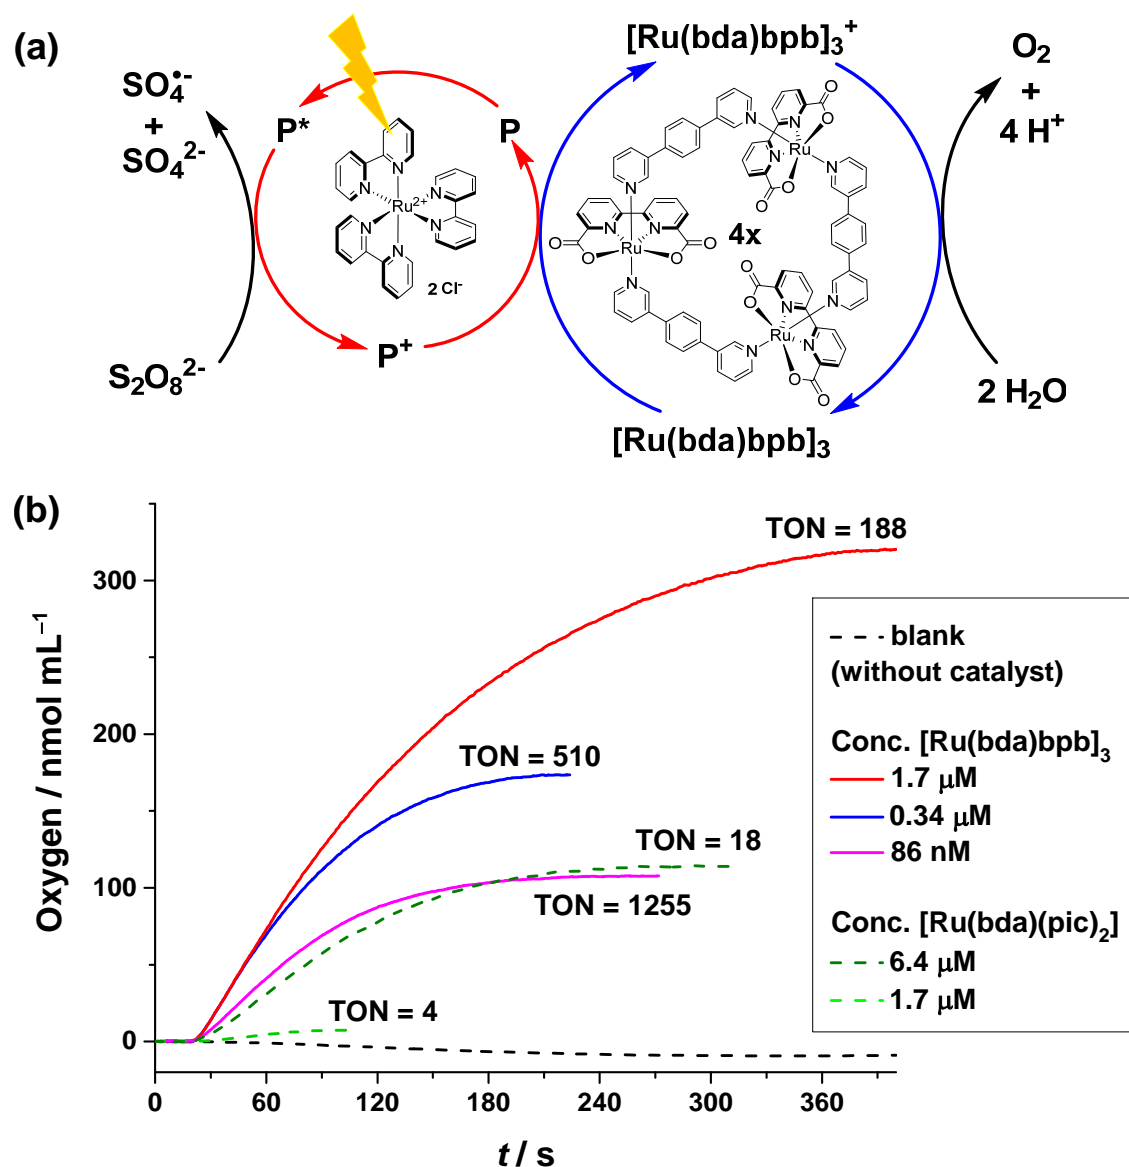 (a)
SO₄•⁻
+
SO₄²⁻
S₂O₈²⁻
P*
P
P⁺
N
N
N
N
N
N
Ru²⁺
2 Cl⁻
[Ru(bda)bpb]₃⁺
4x
N
N
N
N
Ru
O
O
O
O
N
N
N
N
Ru
O
O
O
O
N
N
N
N
Ru
O
O
O
O
[Ru(bda)bpb]₃
O₂
+
4 H⁺
2 H₂O
(b)
Oxygen / nmol mL⁻¹
300
200
100
0
0 60 120 180 240 300 360
t / s
TON = 188
TON = 510
TON = 18
TON = 1255
TON = 4
blank
(without catalyst)
Conc. [Ru(bda)bpb]₃
1.7 μM
0.34 μM
86 nM
Conc. [Ru(bda)(pic)₂]
6.4 μM
1.7 μM